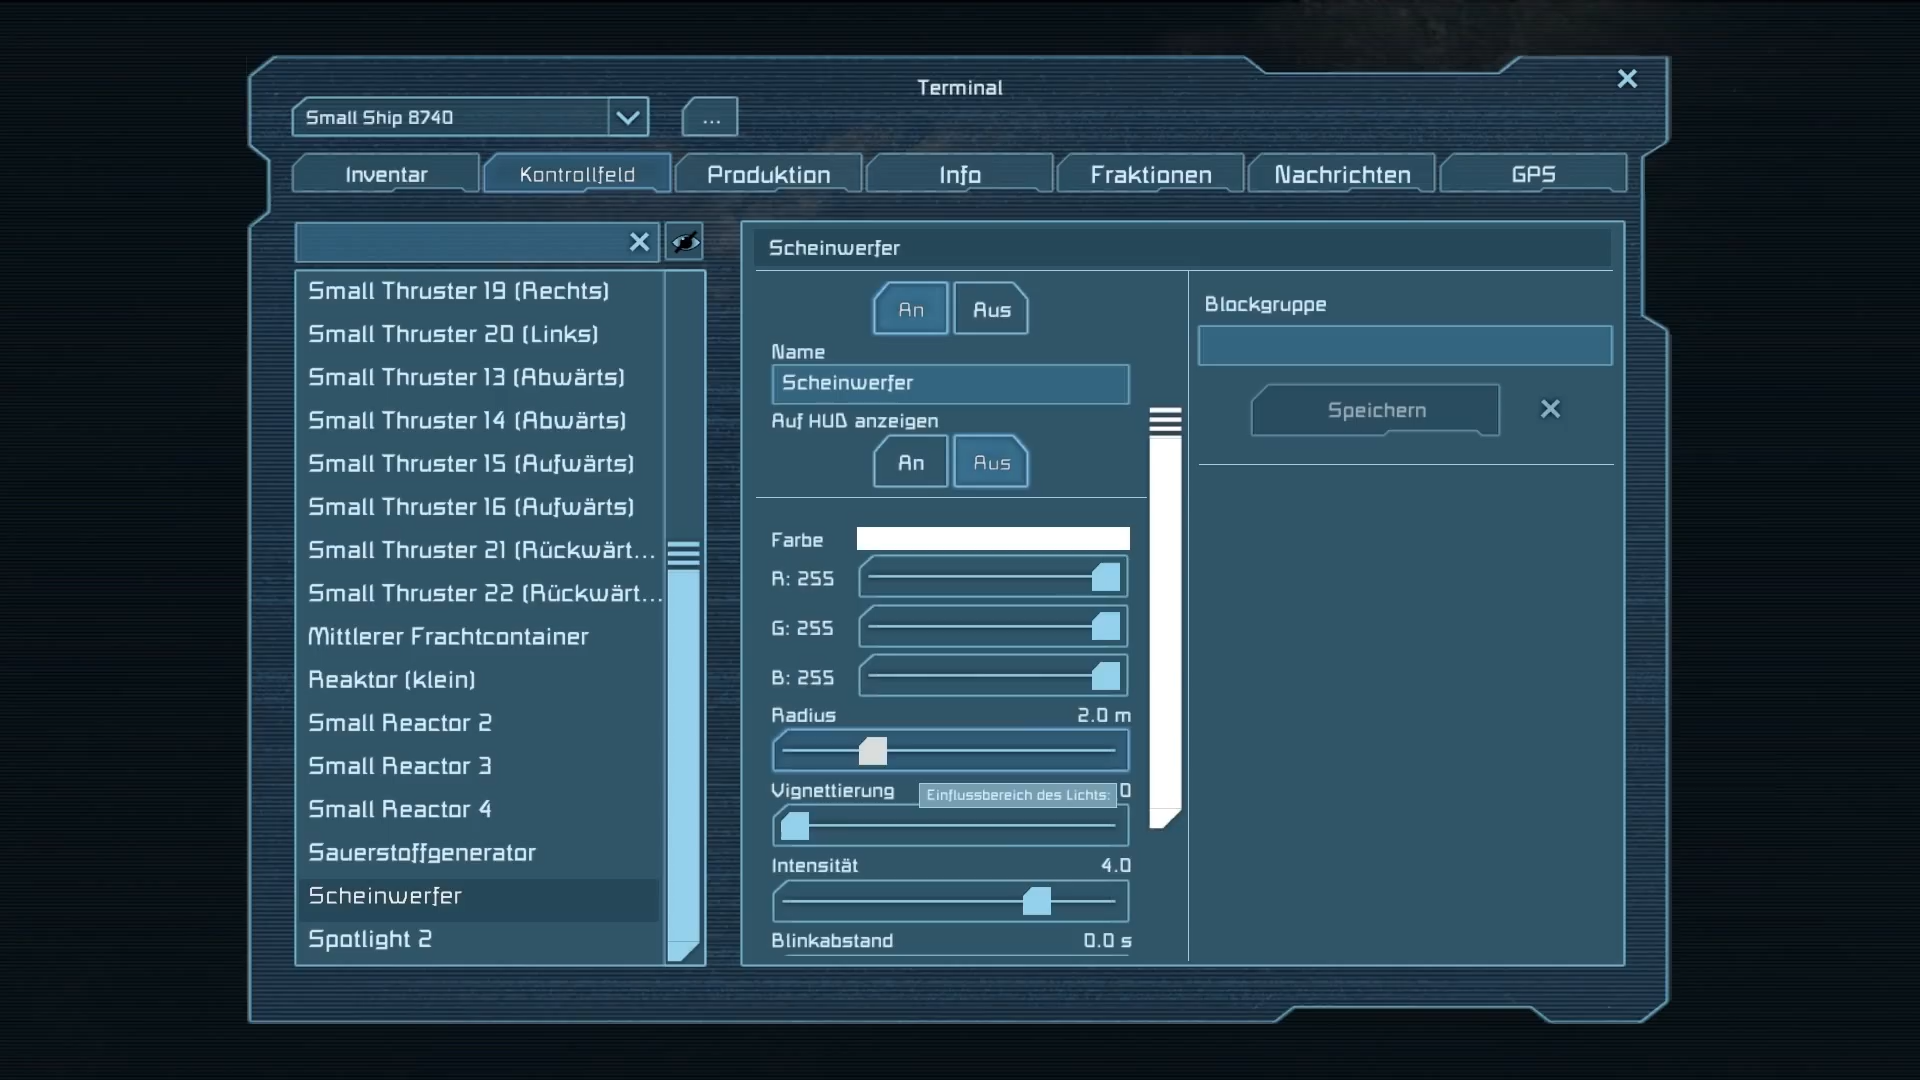 Terminal
Small Ship 8740
...
Inventar
Kontrollfeld
Produktion
Info
Fraktionen
Nachrichten
GPS
Small Thruster 19 (Rechts)
Small Thruster 20 (Links)
Small Thruster 13 (Abwärts)
Small Thruster 14 (Abwärts)
Small Thruster 15 (Aufwärts)
Small Thruster 16 (Aufwärts)
Small Thruster 21 (Rückwärt...
Small Thruster 22 (Rückwärt...
Mittlerer Frachtcontainer
Reaktor (klein)
Small Reactor 2
Small Reactor 3
Small Reactor 4
Sauerstoffgenerator
Scheinwerfer
Spotlight 2
Scheinwerfer
An
Aus
Name
Scheinwerfer
Auf HUD anzeigen
An
Aus
Farbe
R: 255
G: 255
B: 255
Radius 2.0 m
Vignettierung 0
Einflussbereich des Lichts:
Intensität 4.0
Blinkabstand 0.0 s
Blockgruppe
Speichern